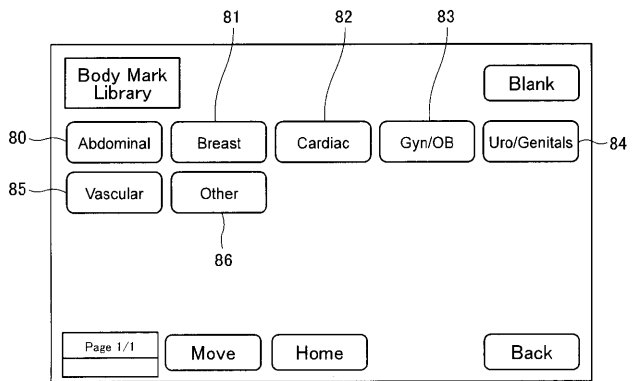 81 82 83
Body Mark
Library
Blank
80 Abdominal Breast Cardiac Gyn/OB Uro/Genitals 84
85 Vascular Other
86
Page 1/1
Move Home Back